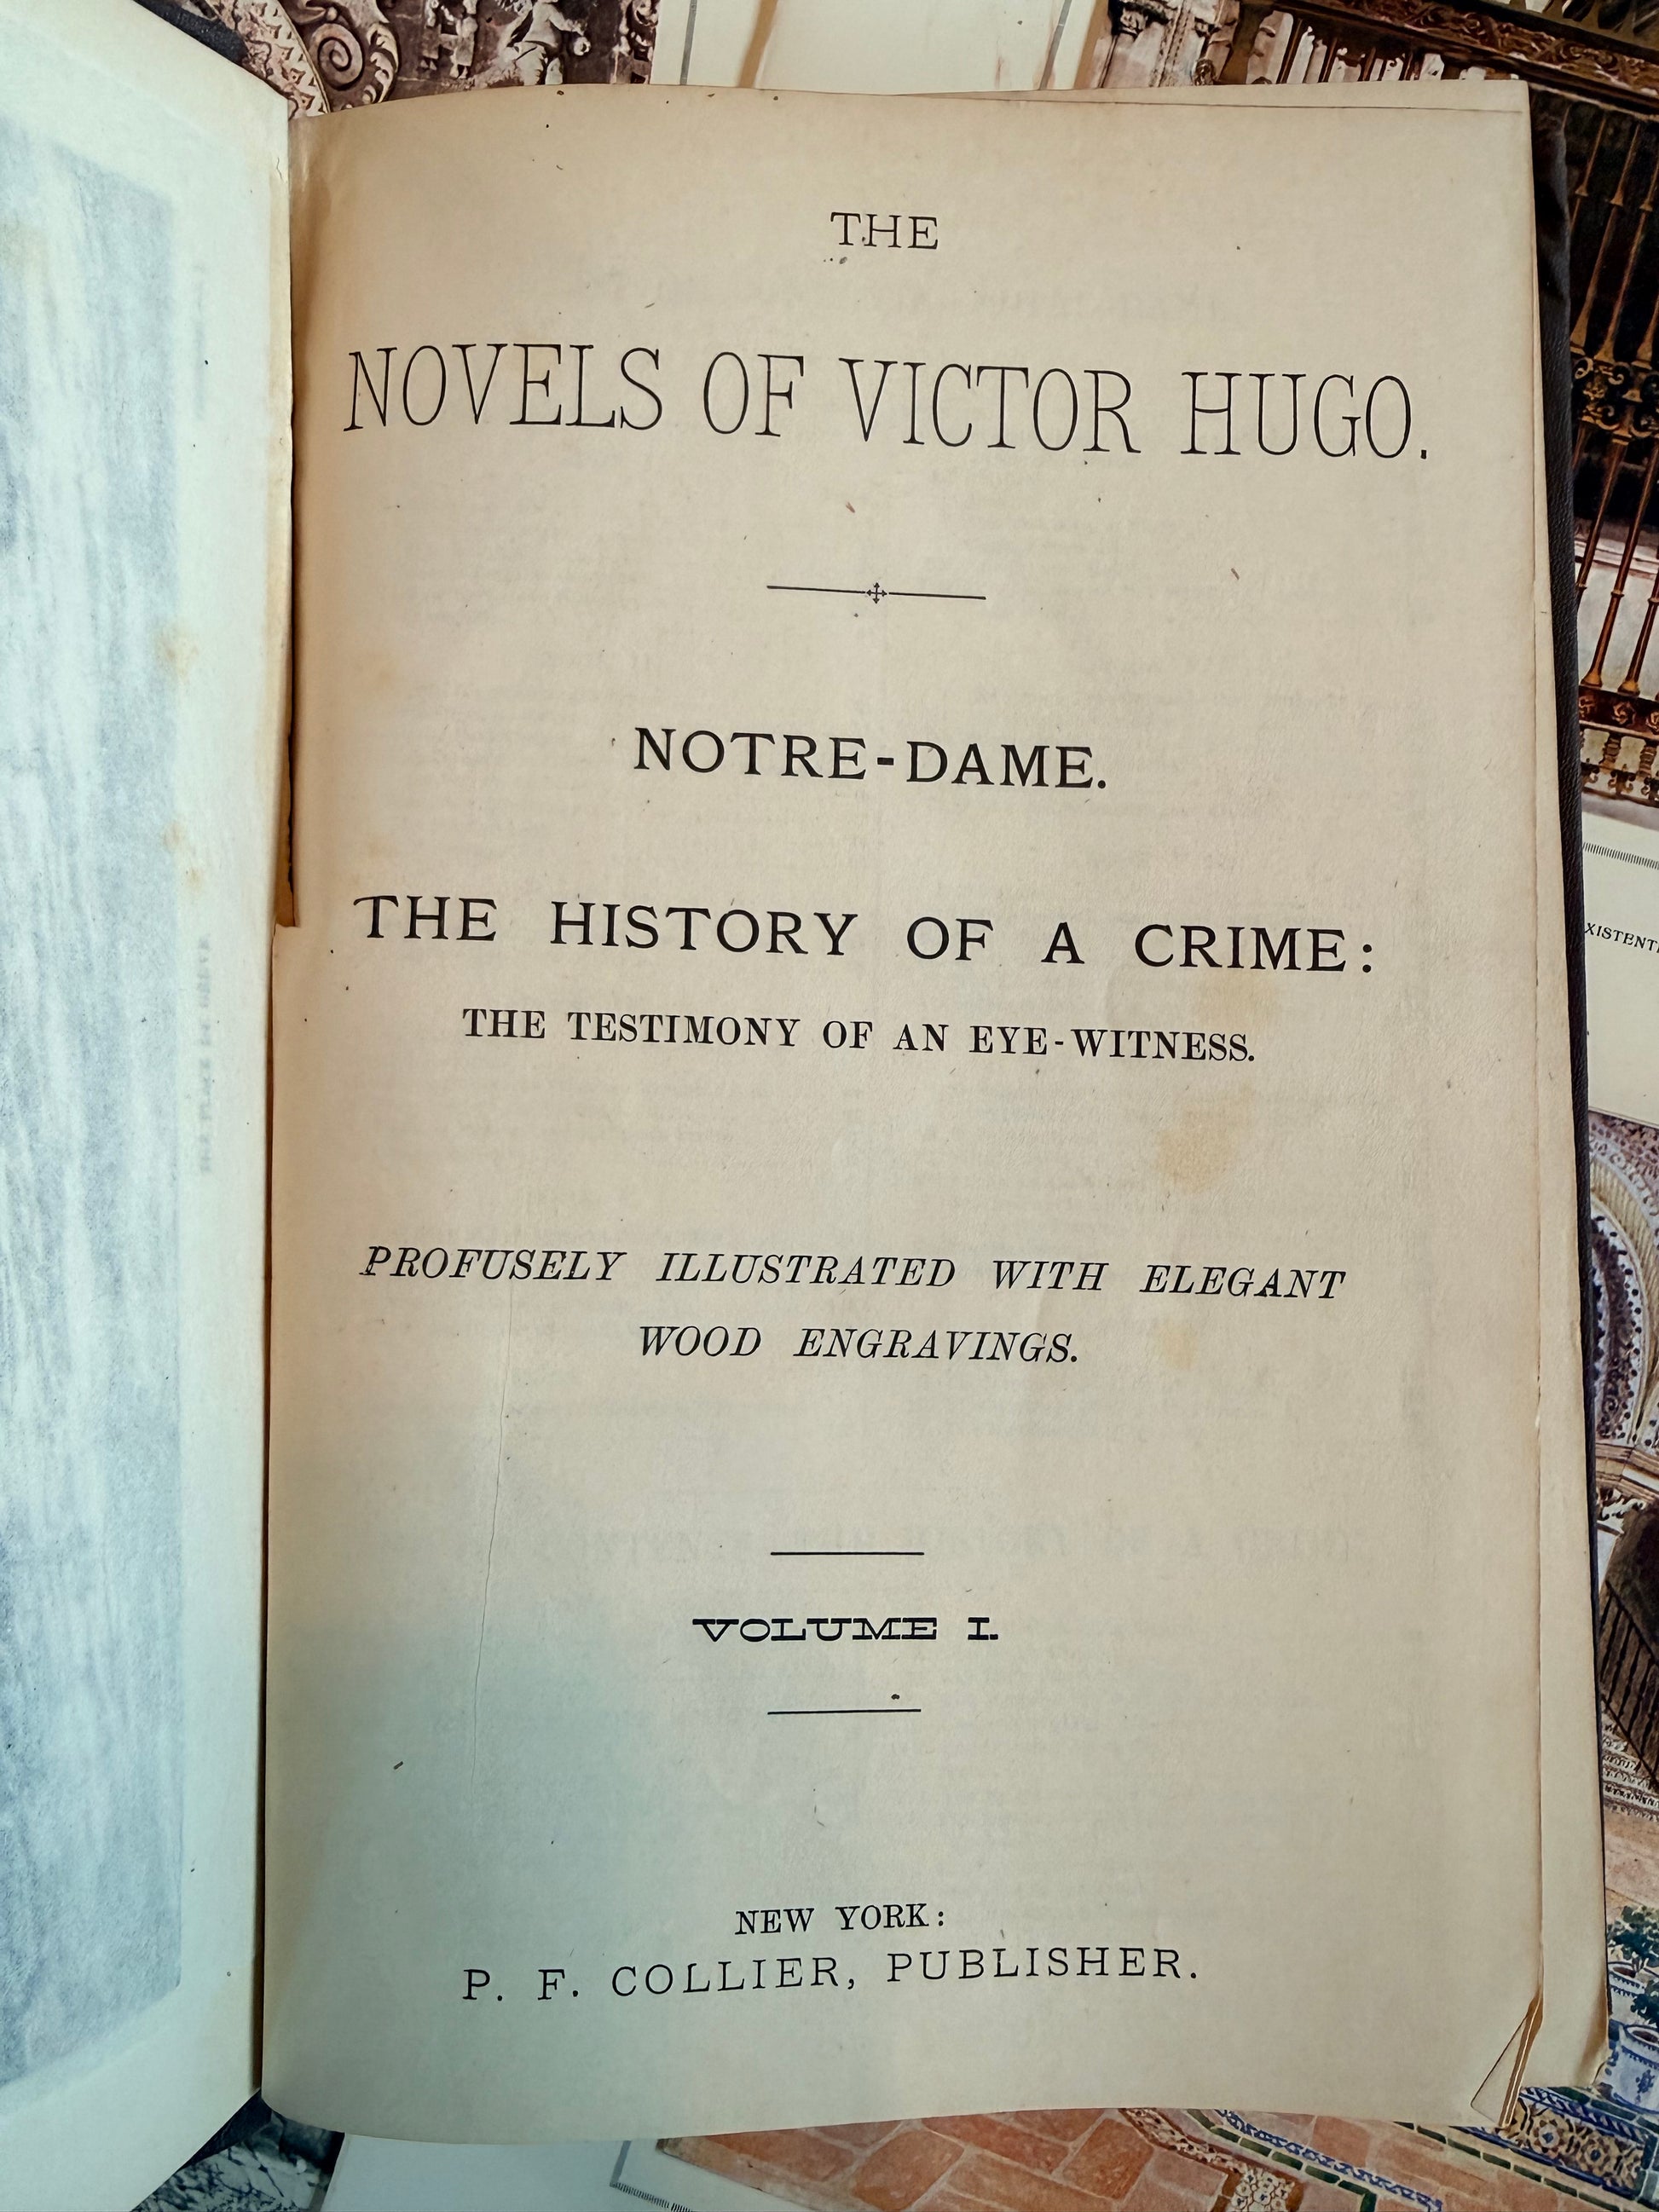 THE
NOVELS OF VICTOR HUGO.
NOTRE-DAME.
THE HISTORY OF A CRIME:
THE TESTIMONY OF AN EYE-WITNESS.
PROFUSELY ILLUSTRATED WITH ELEGANT
WOOD ENGRAVINGS.
VOLUME I.
NEW YORK:
P. F. COLLIER, PUBLISHER.